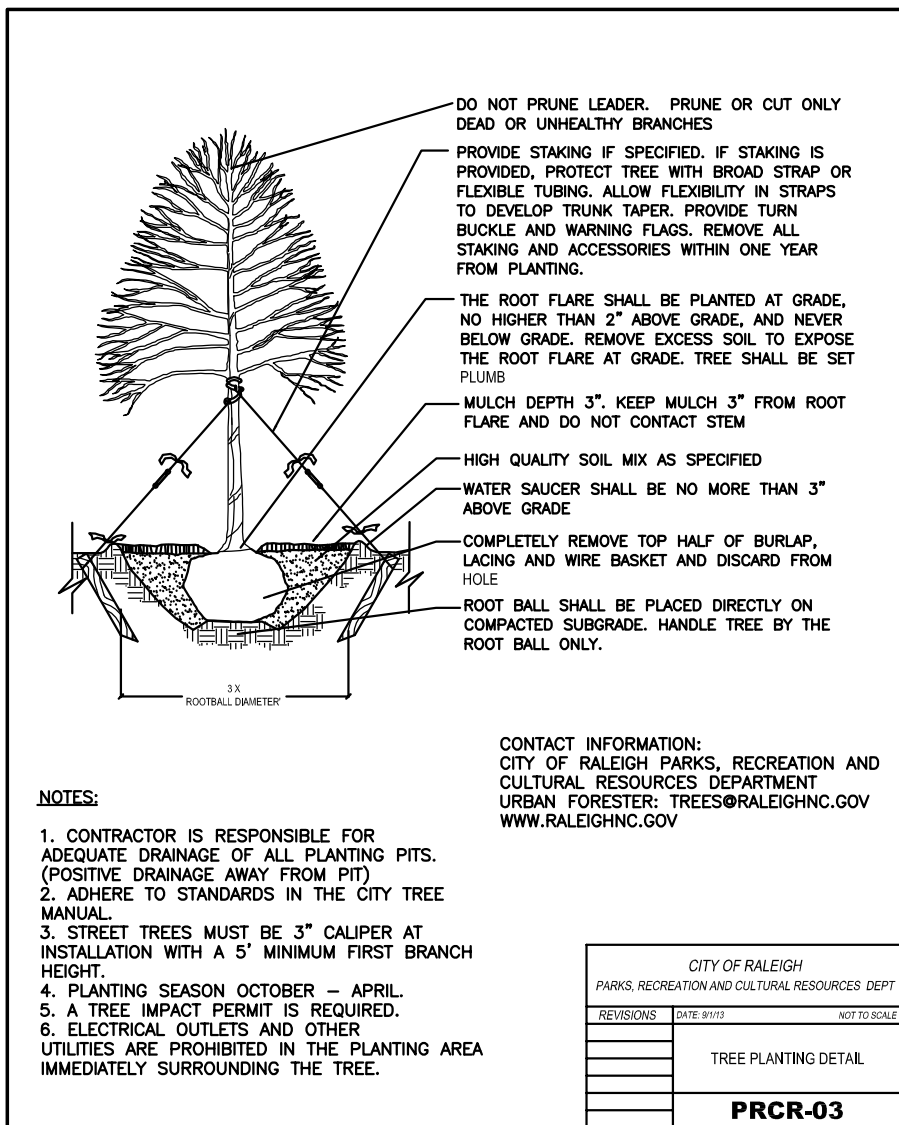 DO NOT PRUNE LEADER. PRUNE OR CUT ONLY
DEAD OR UNHEALTHY BRANCHES
PROVIDE STAKING IF SPECIFIED. IF STAKING IS
PROVIDED, PROTECT TREE WITH BROAD STRAP OR
FLEXIBLE TUBING. ALLOW FLEXIBILITY IN STRAPS
TO DEVELOP TRUNK TAPER. PROVIDE TURN
BUCKLE AND WARNING FLAGS. REMOVE ALL
STAKING AND ACCESSORIES WITHIN ONE YEAR
FROM PLANTING.
THE ROOT FLARE SHALL BE PLANTED AT GRADE,
NO HIGHER THAN 2" ABOVE GRADE, AND NEVER
BELOW GRADE. REMOVE EXCESS SOIL TO EXPOSE
THE ROOT FLARE AT GRADE. TREE SHALL BE SET
PLUMB
MULCH DEPTH 3". KEEP MULCH 3" FROM ROOT
FLARE AND DO NOT CONTACT STEM
HIGH QUALITY SOIL MIX AS SPECIFIED
WATER SAUCER SHALL BE NO MORE THAN 3"
ABOVE GRADE
COMPLETELY REMOVE TOP HALF OF BURLAP,
LACING AND WIRE BASKET AND DISCARD FROM
HOLE
ROOT BALL SHALL BE PLACED DIRECTLY ON
COMPACTED SUBGRADE. HANDLE TREE BY THE
ROOT BALL ONLY.
3 X
ROOTBALL DIAMETER'
CONTACT INFORMATION:
CITY OF RALEIGH PARKS, RECREATION AND
CULTURAL RESOURCES DEPARTMENT
URBAN FORESTER: TREES@RALEIGHNC.GOV
WWW.RALEIGHNC.GOV
NOTES:
1. CONTRACTOR IS RESPONSIBLE FOR
ADEQUATE DRAINAGE OF ALL PLANTING PITS.
(POSITIVE DRAINAGE AWAY FROM PIT)
2. ADHERE TO STANDARDS IN THE CITY TREE
MANUAL.
3. STREET TREES MUST BE 3" CALIPER AT
INSTALLATION WITH A 5' MINIMUM FIRST BRANCH
HEIGHT.
4. PLANTING SEASON OCTOBER – APRIL.
5. A TREE IMPACT PERMIT IS REQUIRED.
6. ELECTRICAL OUTLETS AND OTHER
UTILITIES ARE PROHIBITED IN THE PLANTING AREA
IMMEDIATELY SURROUNDING THE TREE.
CITY OF RALEIGH
PARKS, RECREATION AND CULTURAL RESOURCES DEPT
REVISIONS DATE: 9/1/13 NOT TO SCALE
TREE PLANTING DETAIL
PRCR-03